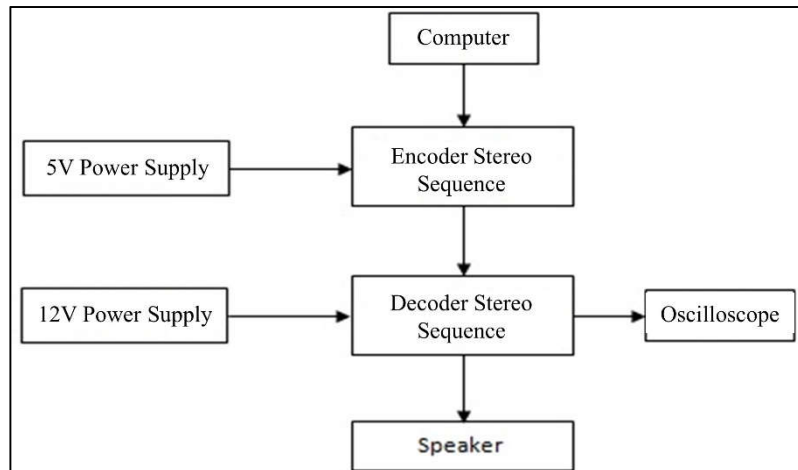 Computer
5V Power Supply
Encoder Stereo
Sequence
12V Power Supply
Decoder Stereo
Sequence
Oscilloscope
Speaker